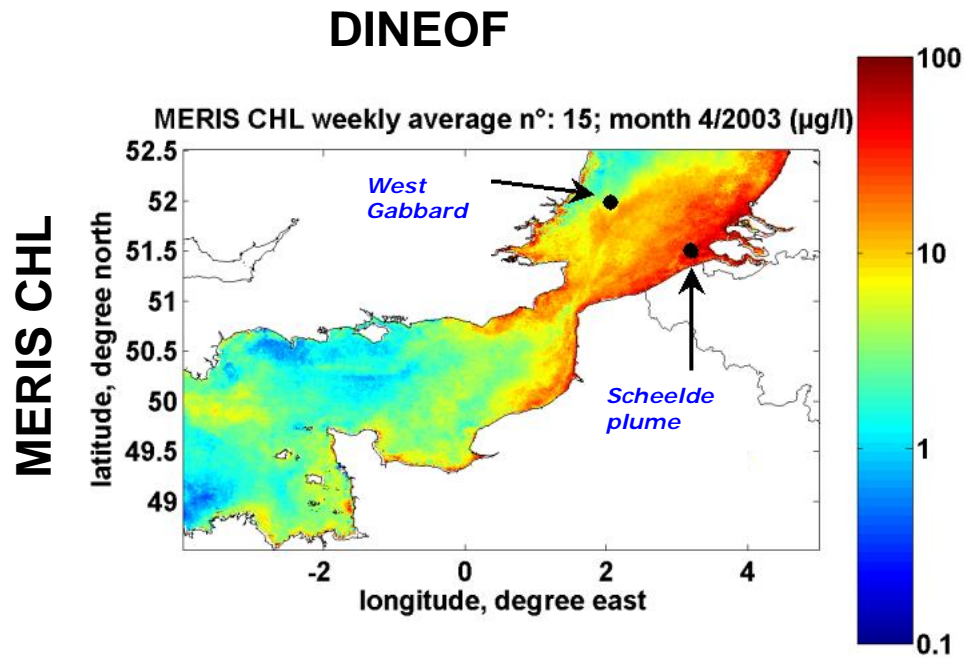 DINEOF
MERIS CHL
MERIS CHL weekly average n°: 15; month 4/2003 (µg/l)
100
10
1
0.1
52.5
52
51.5
51
50.5
50
49.5
49
latitude, degree north
West
Gabbard
Scheelde
plume
-2
0
2
4
longitude, degree east